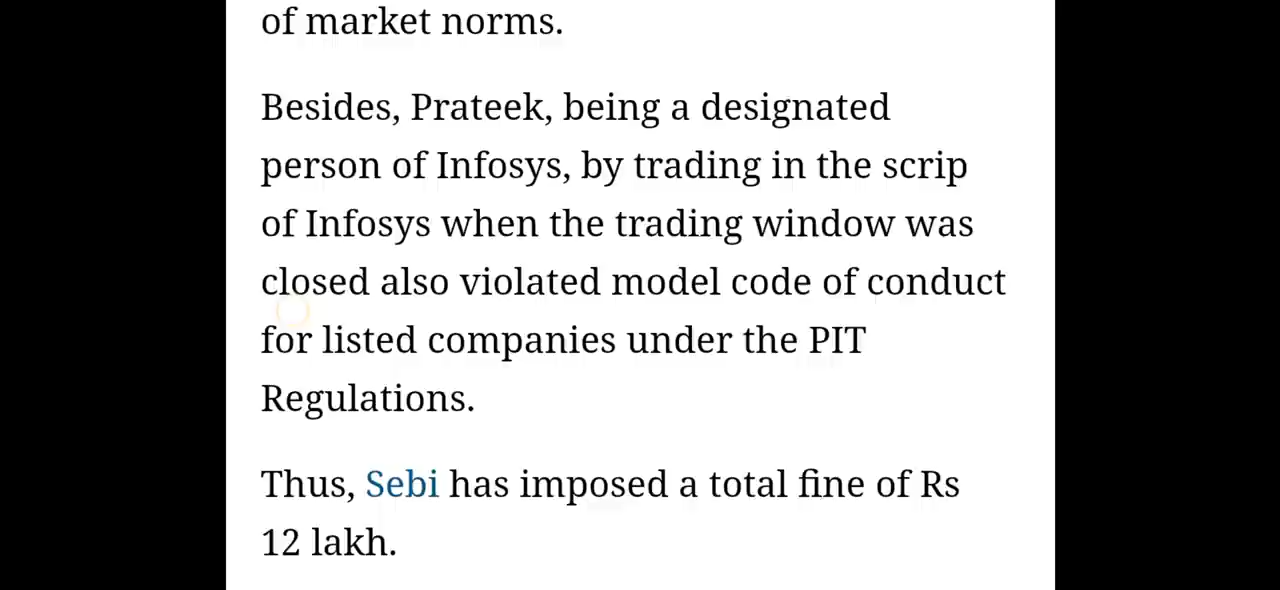 of market norms.
Besides, Prateek, being a designated
person of Infosys, by trading in the scrip
of Infosys when the trading window was
closed also violated model code of conduct
for listed companies under the PIT
Regulations.
Thus, Sebi has imposed a total fine of Rs
12 lakh.